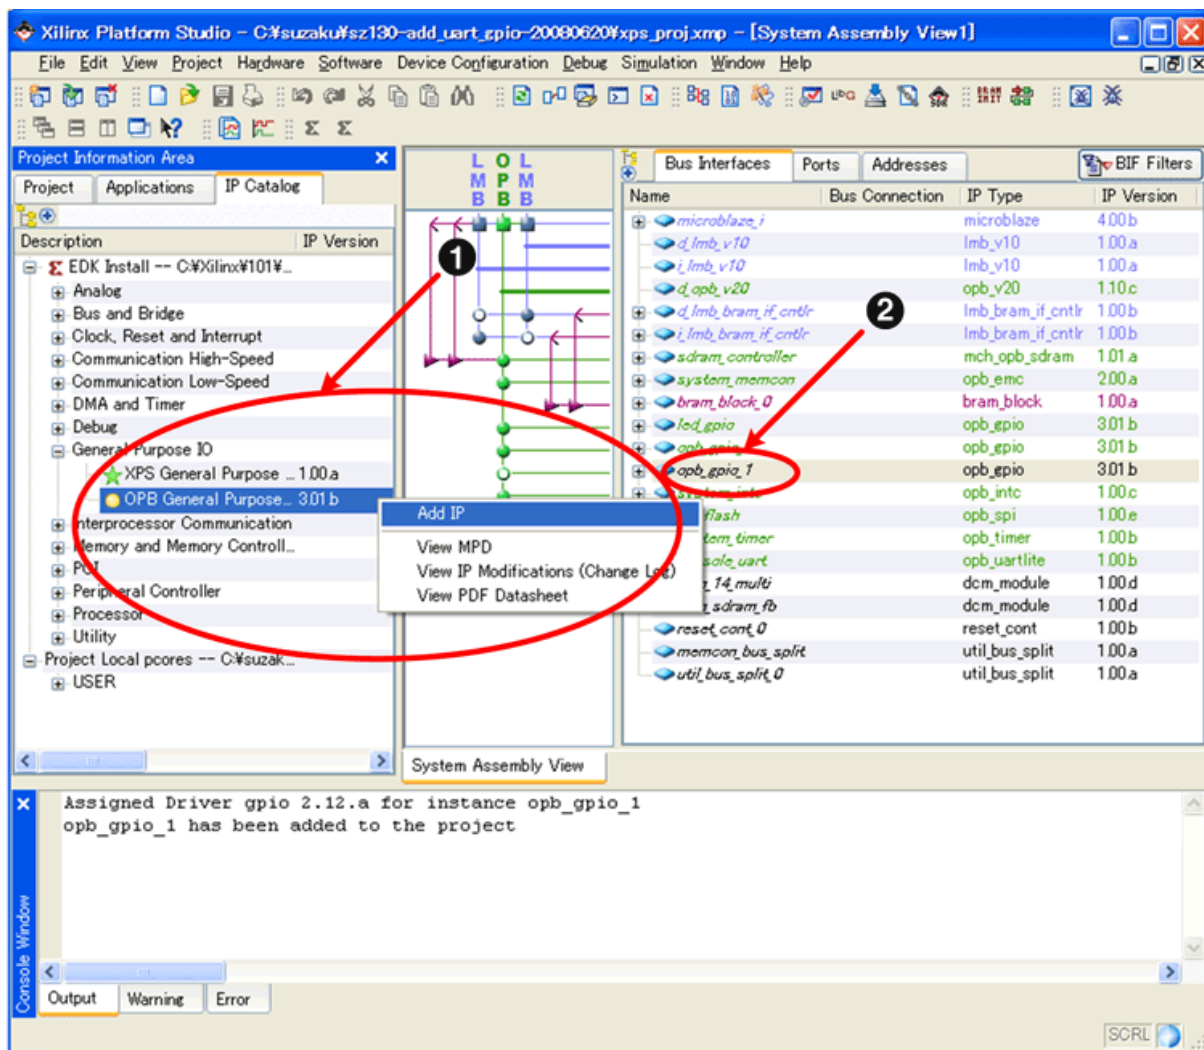 Xilinx Platform Studio - C:¥suzaku¥sz130-add_uart_gpio-20080620¥xps_proj.xmp - [System Assembly View1]
File Edit View Project Hardware Software Device Configuration Debug Simulation Window Help
Project Information Area
Project Applications IP Catalog
Description IP Version
EDK Install -- C:¥Xilinx¥101¥...
Analog
Bus and Bridge
Clock, Reset and Interrupt
Communication High-Speed
Communication Low-Speed
DMA and Timer
Debug
General Purpose IO
XPS General Purpose ... 1.00.a
OPB General Purpose... 3.01.b
Interprocessor Communication
Memory and Memory Controll...
PCI
Peripheral Controller
Processor
Utility
Project Local pcores -- C:¥suzak...
USER
1
Add IP
View MPD
View IP Modifications (Change Log)
View PDF Datasheet
LMB OPB LMB
System Assembly View
Bus Interfaces Ports Addresses BIF Filters
Name Bus Connection IP Type IP Version
microblaze_i microblaze 4.00.b
d_lmb_v10 lmb_v10 1.00.a
i_lmb_v10 lmb_v10 1.00.a
d_opb_v20 opb_v20 1.10.c
d_lmb_bram_if_cntlr lmb_bram_if_cntlr 1.00.b
i_lmb_bram_if_cntlr lmb_bram_if_cntlr 1.00.b
sdram_controller mch_opb_sdram 1.01.a
system_memcon opb_emc 2.00.a
bram_block_0 bram_block 1.00.a
led_gpio opb_gpio 3.01.b
opb_gpio opb_gpio 3.01.b
opb_gpio_1 opb_gpio 3.01.b
system_intc opb_intc 1.00.c
flash opb_spi 1.00.e
tem_timer opb_timer 1.00.b
sole_uart opb_uartlite 1.00.b
14_multi dcm_module 1.00.d
sdram_fb dcm_module 1.00.d
reset_cont_0 reset_cont 1.00.b
memcon_bus_split util_bus_split 1.00.a
util_bus_split_0 util_bus_split 1.00.a
2
Assigned Driver gpio 2.12.a for instance opb_gpio_1
opb_gpio_1 has been added to the project
Console Window
Output Warning Error
SCRL